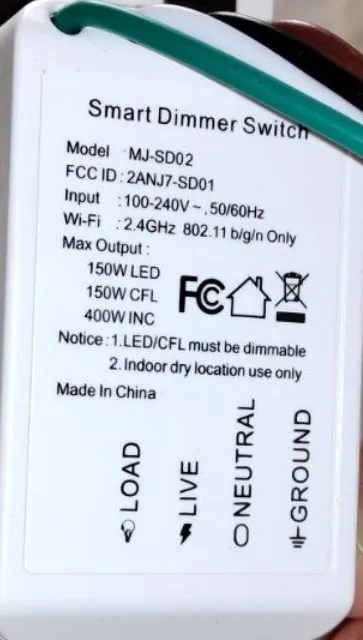 Smart Dimmer Switch
Model : MJ-SD02
FCC ID : 2ANJ7-SD01
Input : 100-240V ~ , 50/60Hz
Wi-Fi : 2.4GHz 802.11 b/g/n Only
Max Output :
150W LED
150W CFL
400W INC
FC
Notice : 1.LED/CFL must be dimmable
2. Indoor dry location use only
Made In China
LOAD
LIVE
NEUTRAL
GROUND